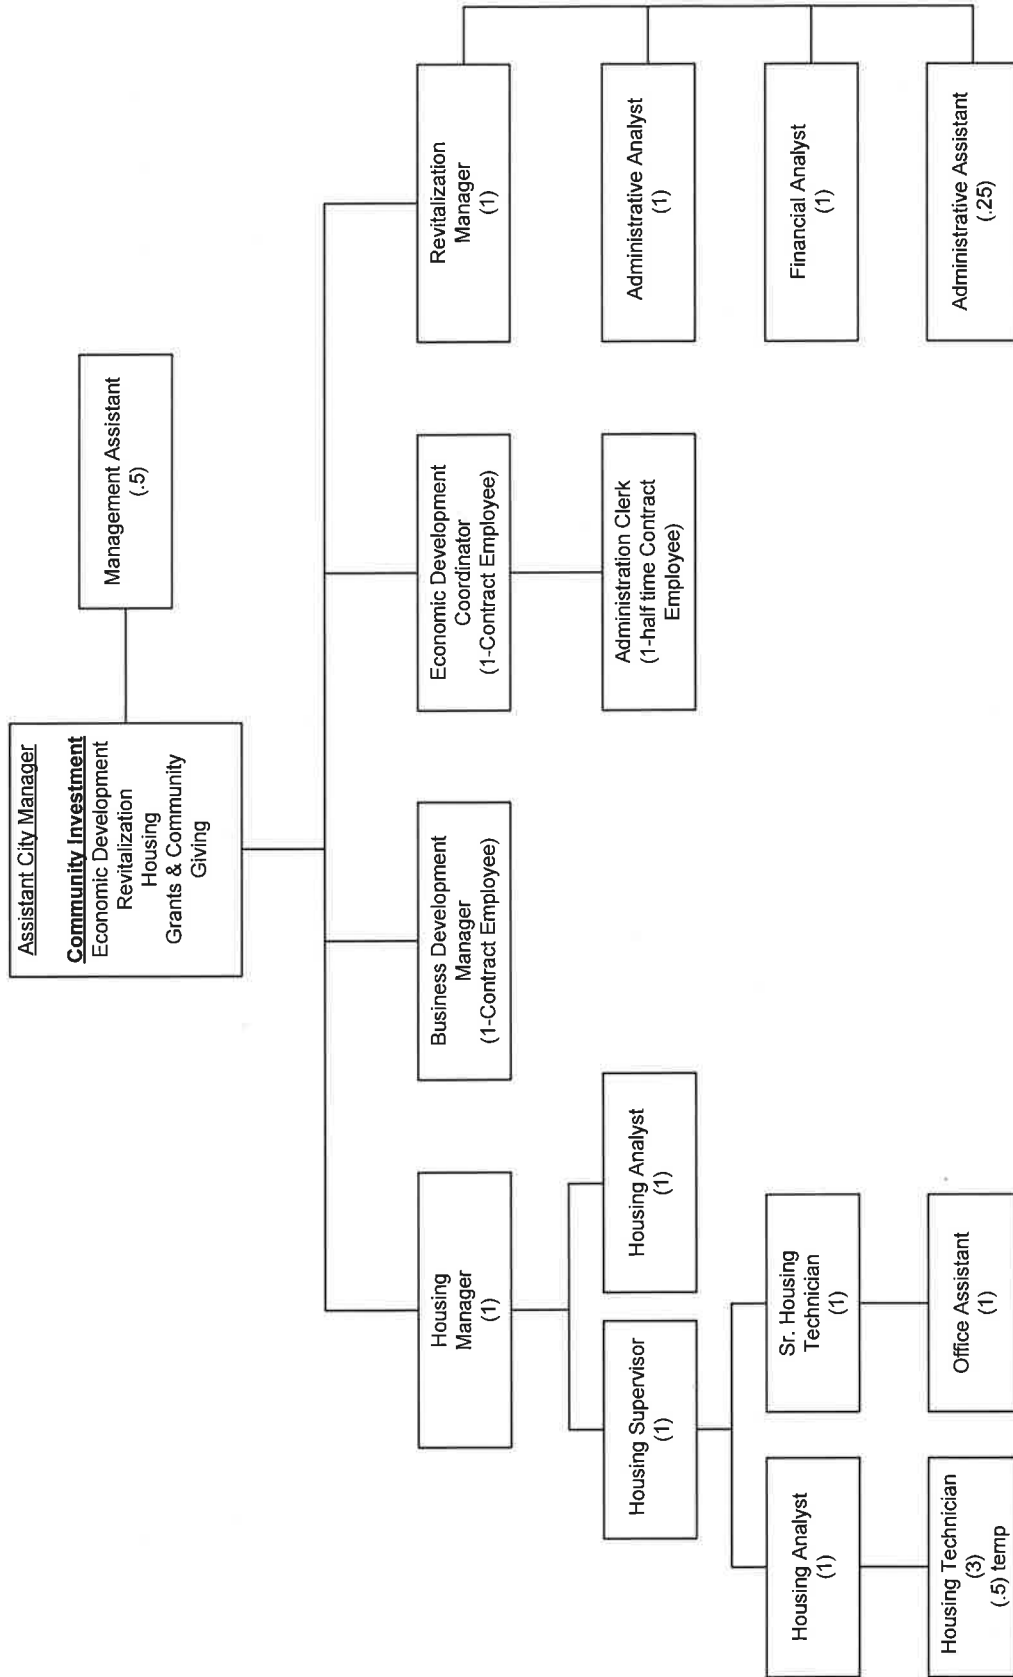 Assistant City Manager
Community Investment
Economic Development
Revitalization
Housing
Grants & Community
Giving
Management Assistant
(.5)
Housing
Manager
(1)
Business Development
Manager
(1-Contract Employee)
Economic Development
Coordinator
(1-Contract Employee)
Revitalization
Manager
(1)
Housing Supervisor
(1)
Housing Analyst
(1)
Administration Clerk
(1-half time Contract
Employee)
Administrative Analyst
(1)
Housing Analyst
(1)
Sr. Housing
Technician
(1)
Financial Analyst
(1)
Housing Technician
(3)
(.5) temp
Office Assistant
(1)
Administrative Assistant
(.25)